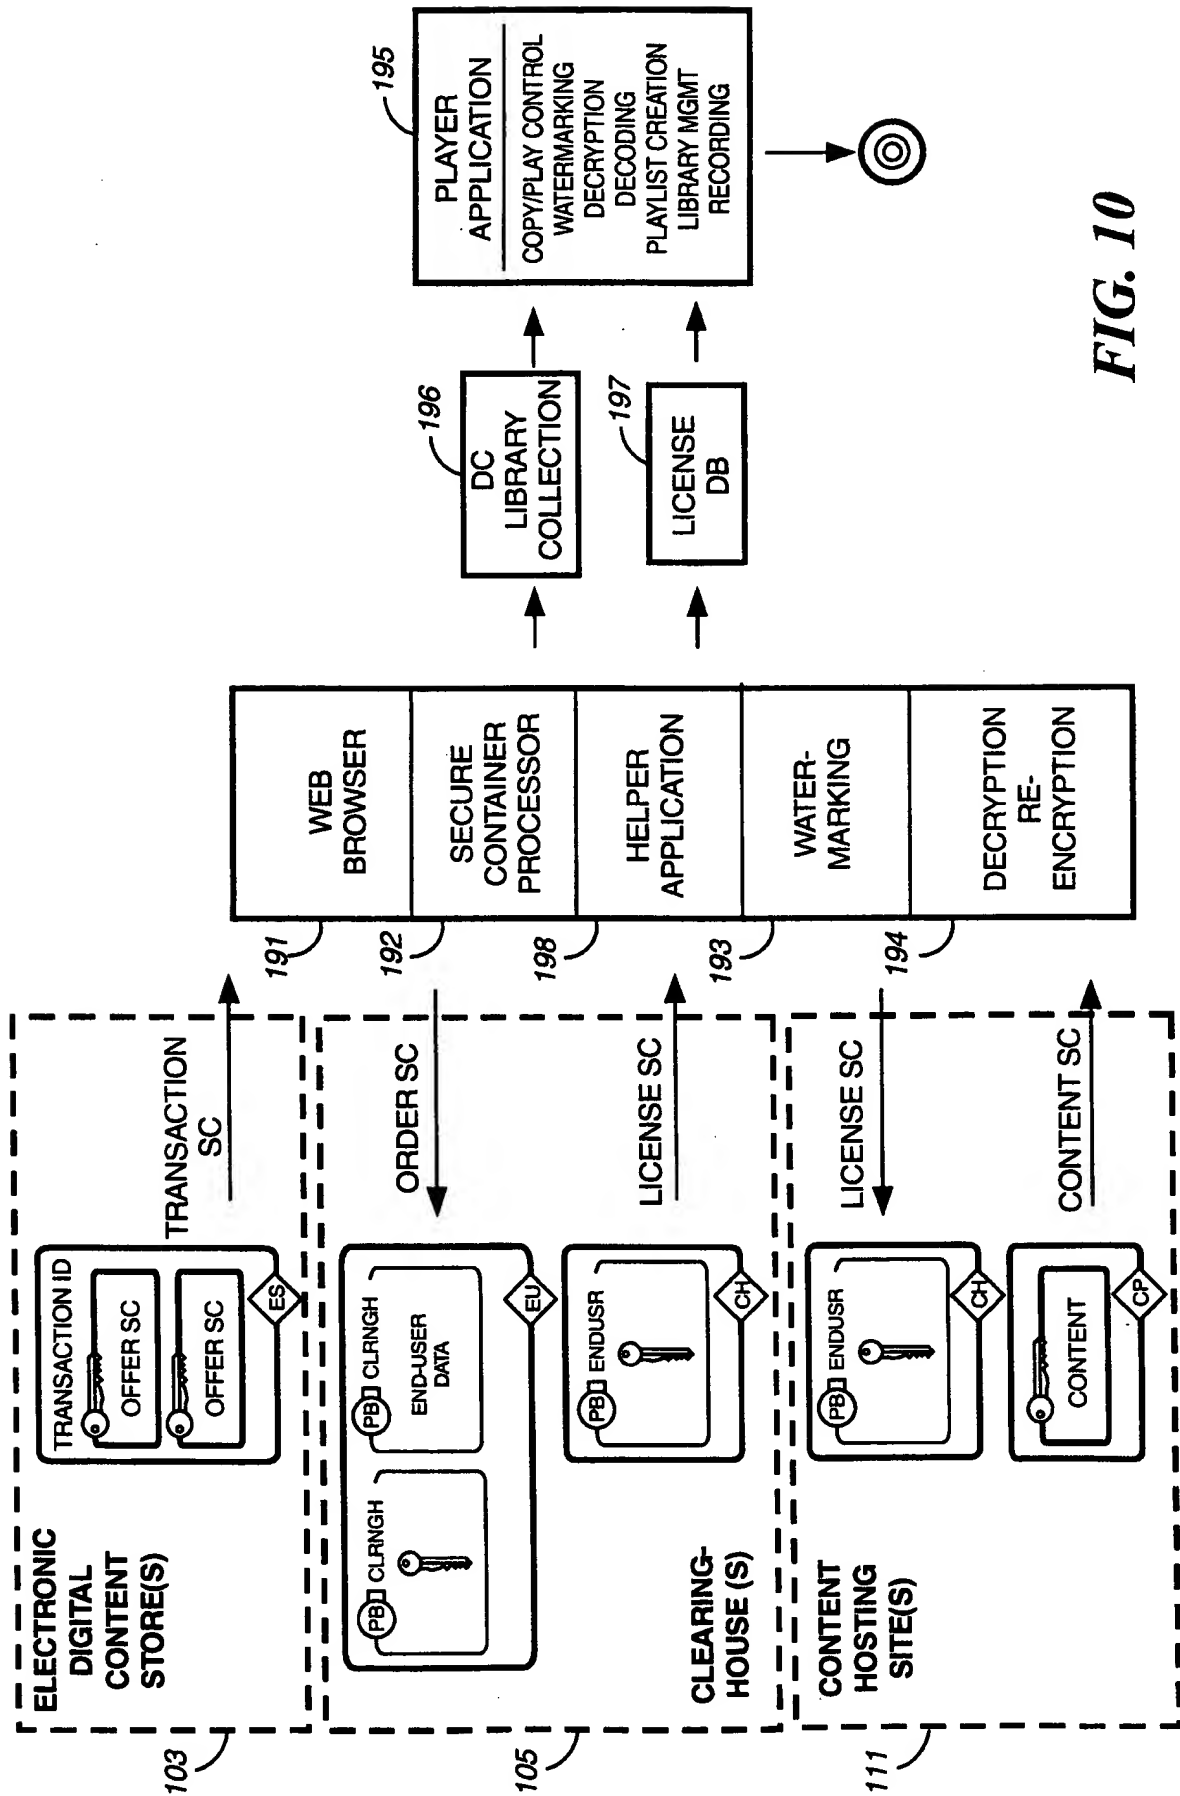 ELECTRONIC
DIGITAL
CONTENT
STORE(S)
103
TRANSACTION ID
OFFER SC
OFFER SC
ES
TRANSACTION
SC
CLEARING-
HOUSE (S)
105
PB CLRNGH
PB CLRNGH
END-USER
DATA
EU
ORDER SC
PB ENDUSR
CH
LICENSE SC
CONTENT
HOSTING
SITE(S)
111
PB ENDUSR
CH
LICENSE SC
CONTENT
CP
CONTENT SC
191
WEB
BROWSER
192
SECURE
CONTAINER
PROCESSOR
198
HELPER
APPLICATION
193
WATER-
MARKING
194
DECRYPTION
RE-
ENCRYPTION
196
DC
LIBRARY
COLLECTION
197
LICENSE
DB
195
PLAYER
APPLICATION
COPY/PLAY CONTROL
WATERMARKING
DECRYPTION
DECODING
PLAYLIST CREATION
LIBRARY MGMT
RECORDING
FIG. 10